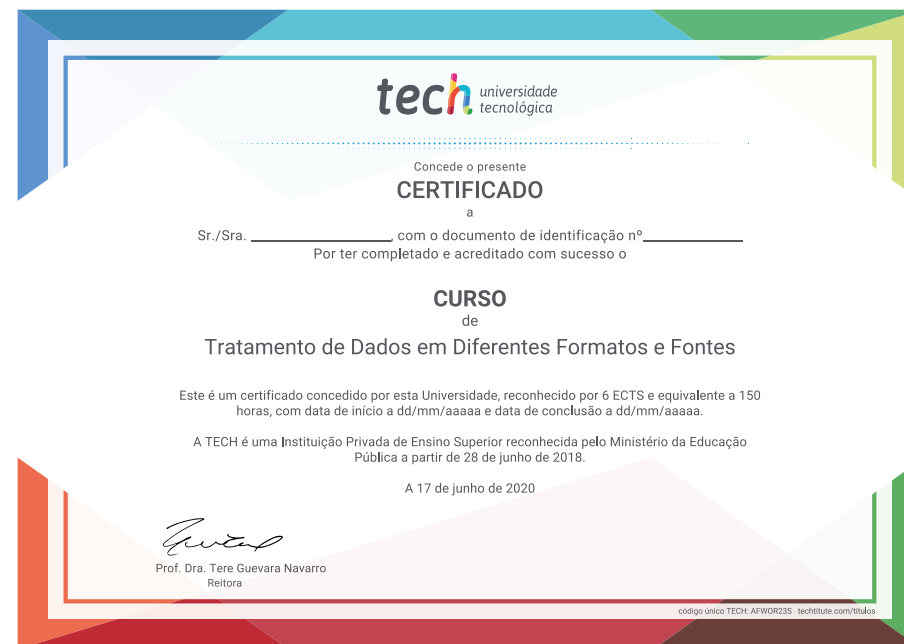 tech universidade
tecnológica
Concede o presente
CERTIFICADO
a
Sr./Sra. ________________, com o documento de identificação nº____________
Por ter completado e acreditado com sucesso o
CURSO
de
Tratamento de Dados em Diferentes Formatos e Fontes
Este é um certificado concedido por esta Universidade, reconhecido por 6 ECTS e equivalente a 150
horas, com data de início a dd/mm/aaaaa e data de conclusão a dd/mm/aaaaa.
A TECH é uma Instituição Privada de Ensino Superior reconhecida pelo Ministério da Educação
Pública a partir de 28 de junho de 2018.
A 17 de junho de 2020
Prof. Dra. Tere Guevara Navarro
Reitora
código único TECH: AFWOR23S techtitute.com/titulos